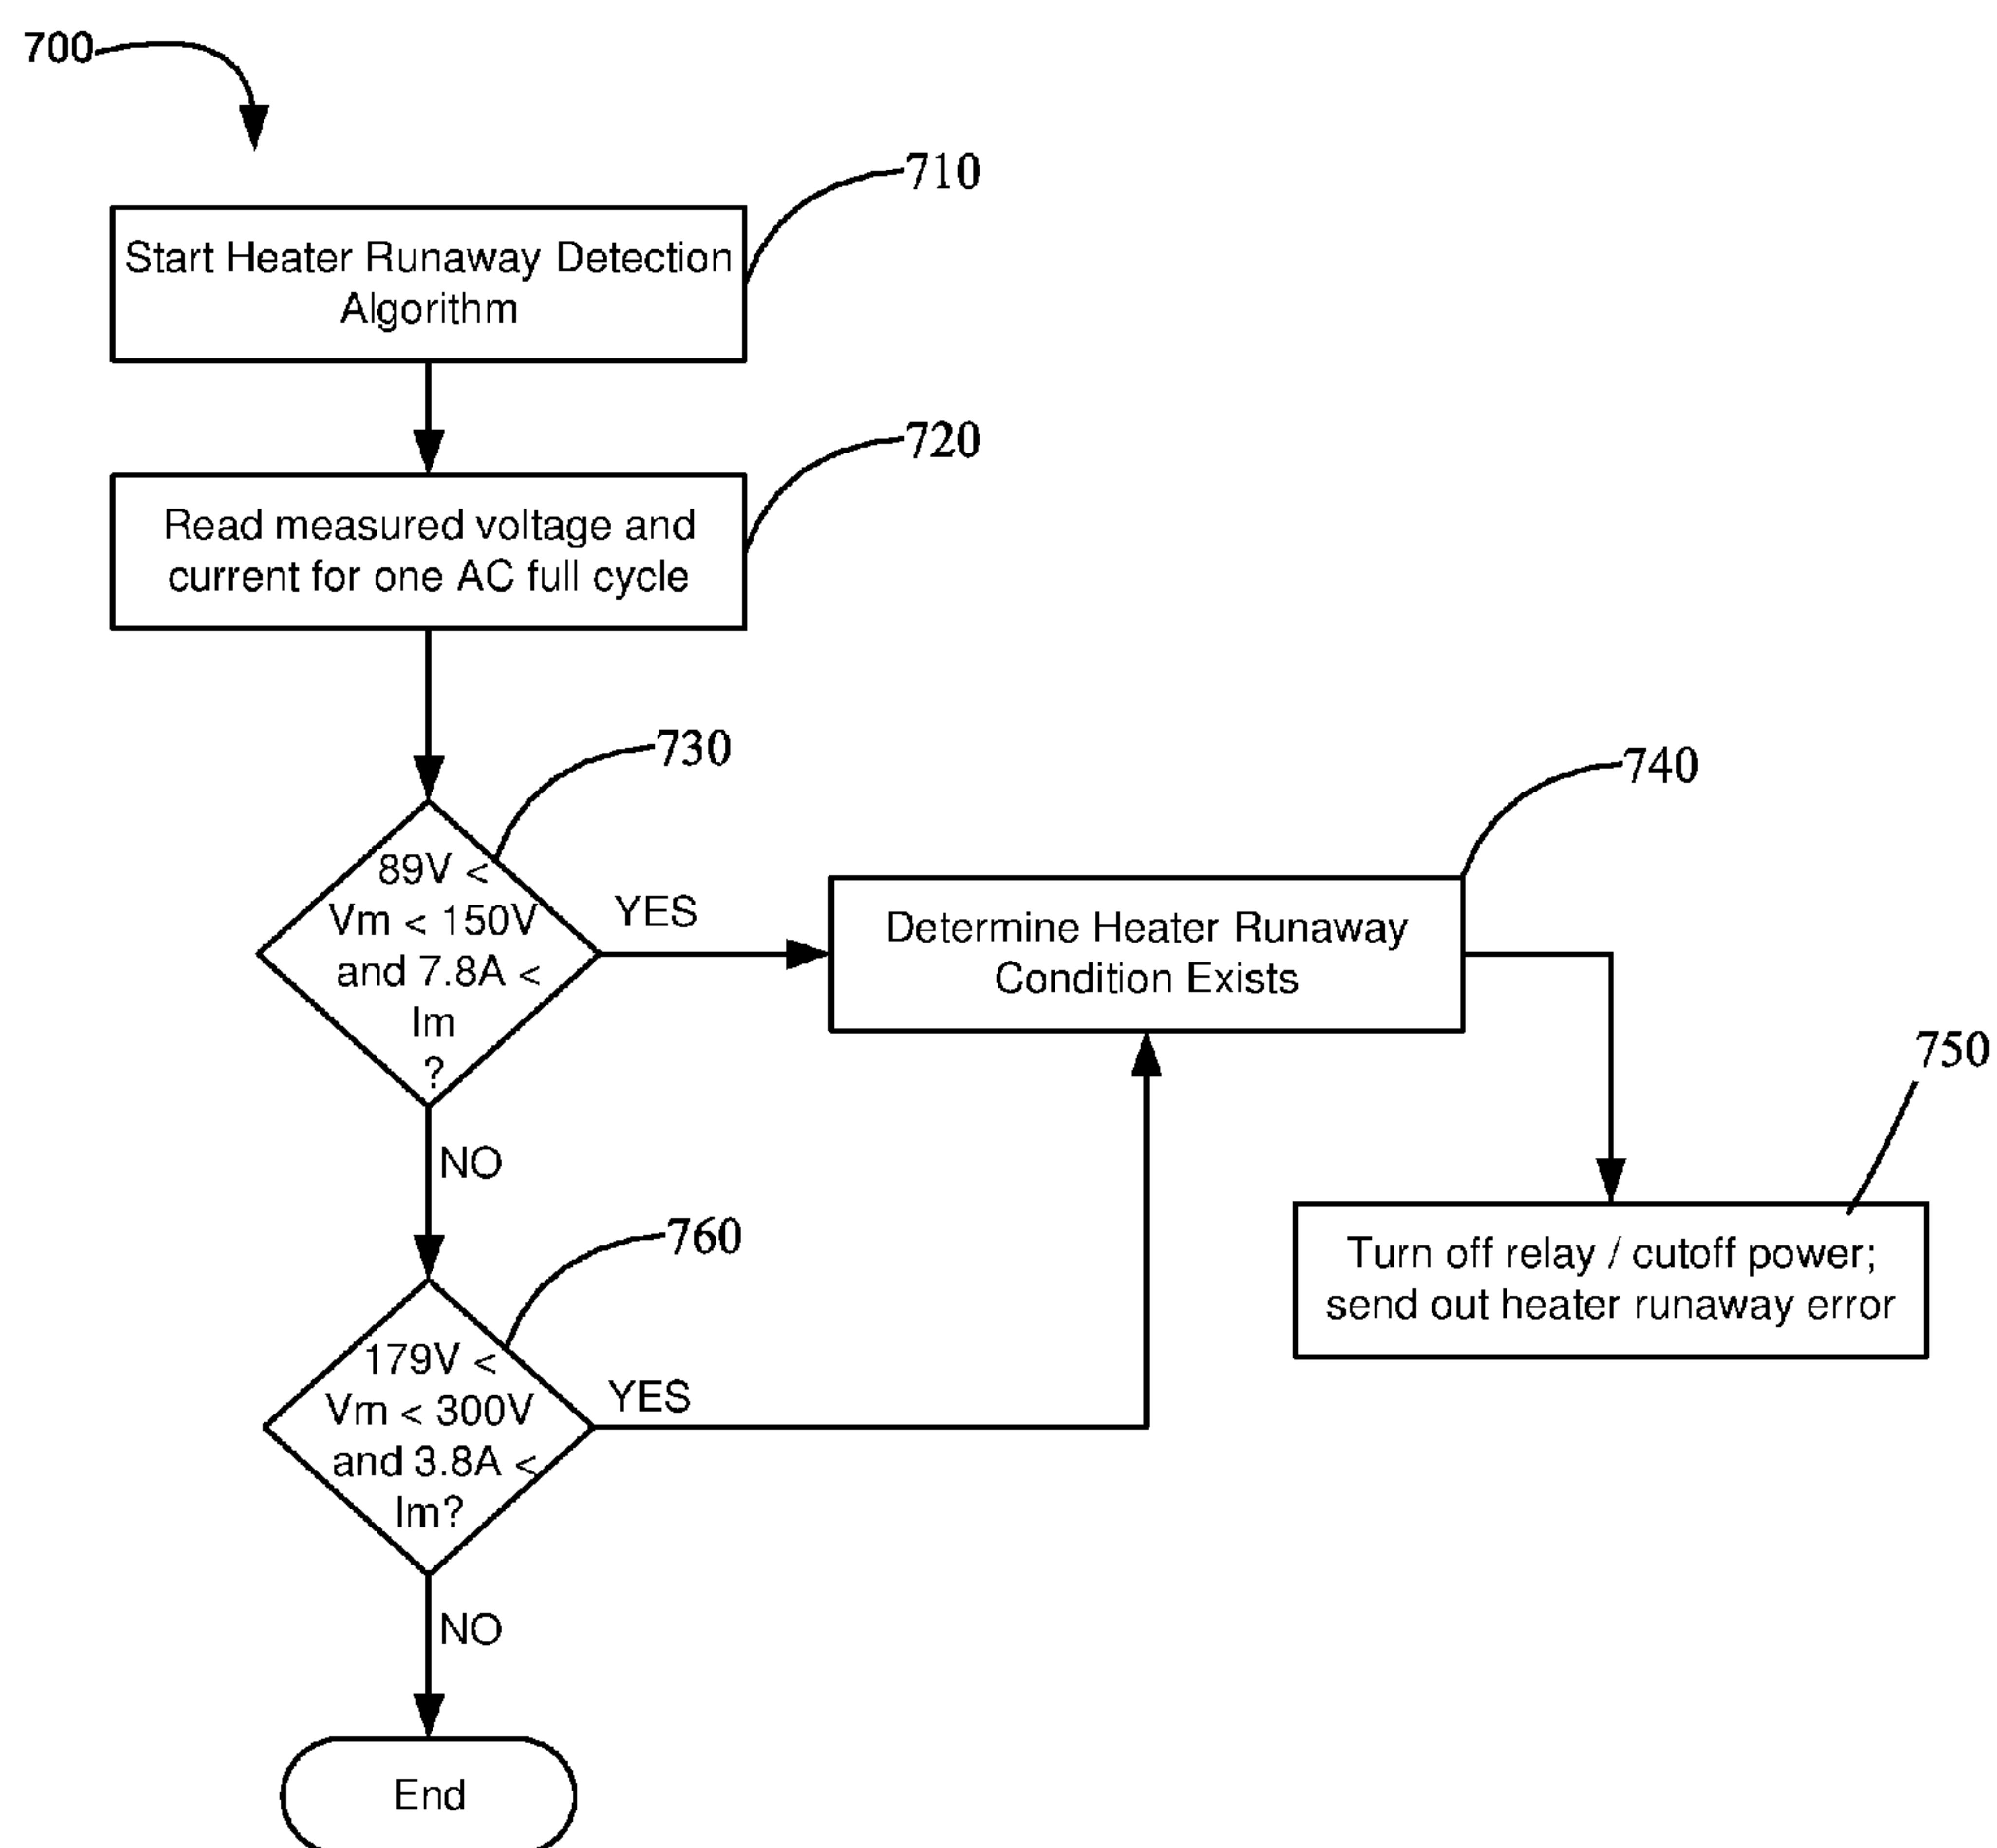 700
710
Start Heater Runaway Detection
Algorithm
720
Read measured voltage and
current for one AC full cycle
730
89V <
Vm < 150V
and 7.8A <
Im
?
YES
740
Determine Heater Runaway
Condition Exists
750
Turn off relay / cutoff power;
send out heater runaway error
NO
760
179V <
Vm < 300V
and 3.8A <
Im?
YES
NO
End